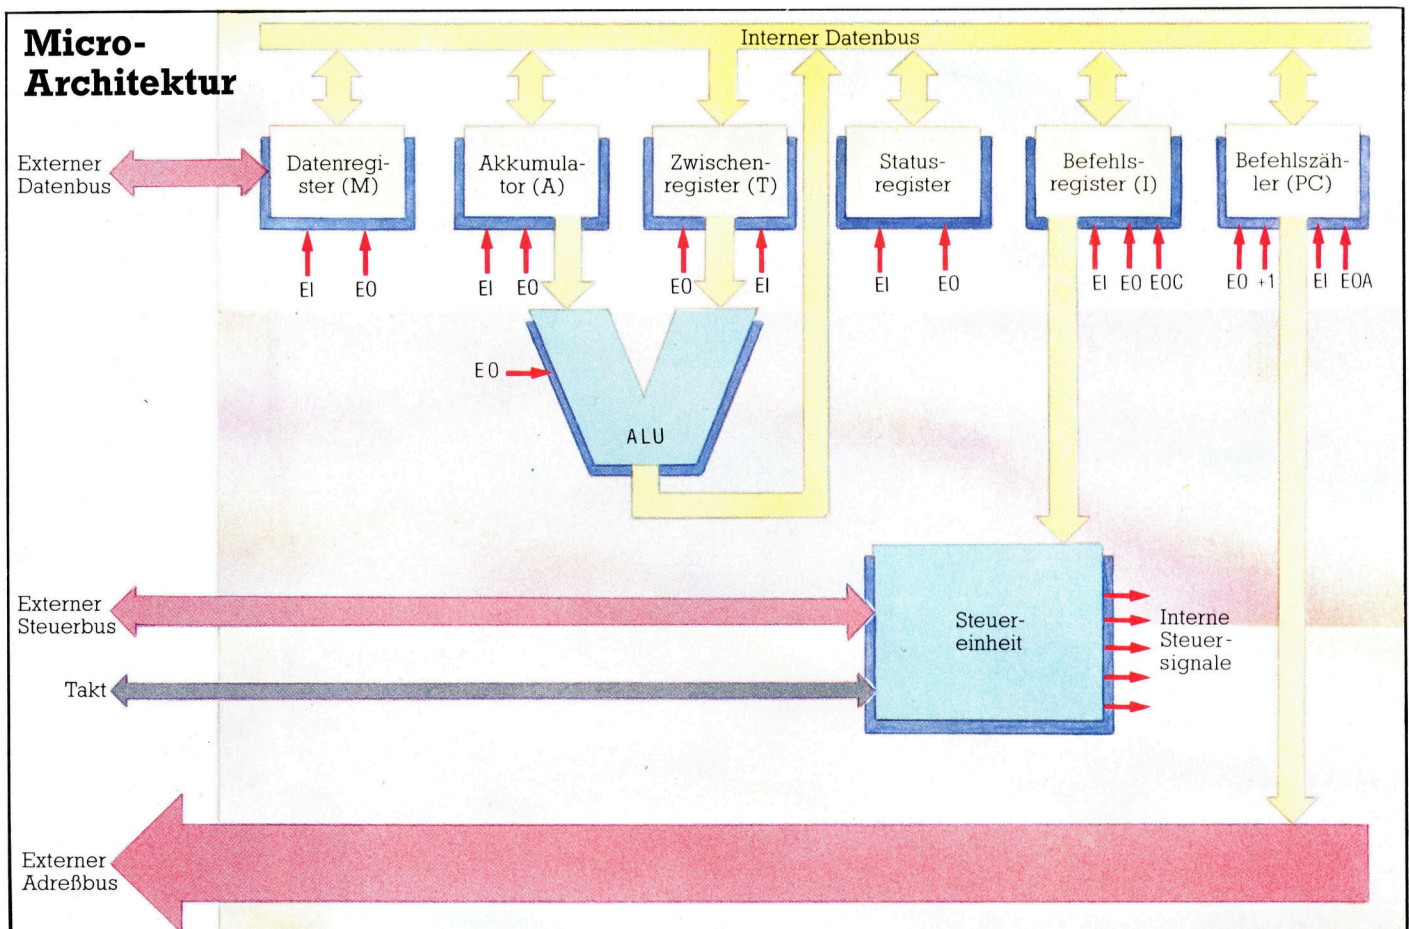 Micro-
Architektur
Interner Datenbus
Externer
Datenbus
Datenregi-
ster (M)
Akkumula-
tor (A)
Zwischen-
register (T)
Status-
register
Befehls-
register (I)
Befehlszäh-
ler (PC)
EI EO
EI EO
EO EI
EI EO
EI EO EOC
EO +1 EI EOA
EO
ALU
Externer
Steuerbus
Steuer-
einheit
Interne
Steuer-
signale
Takt
Externer
Adreßbus